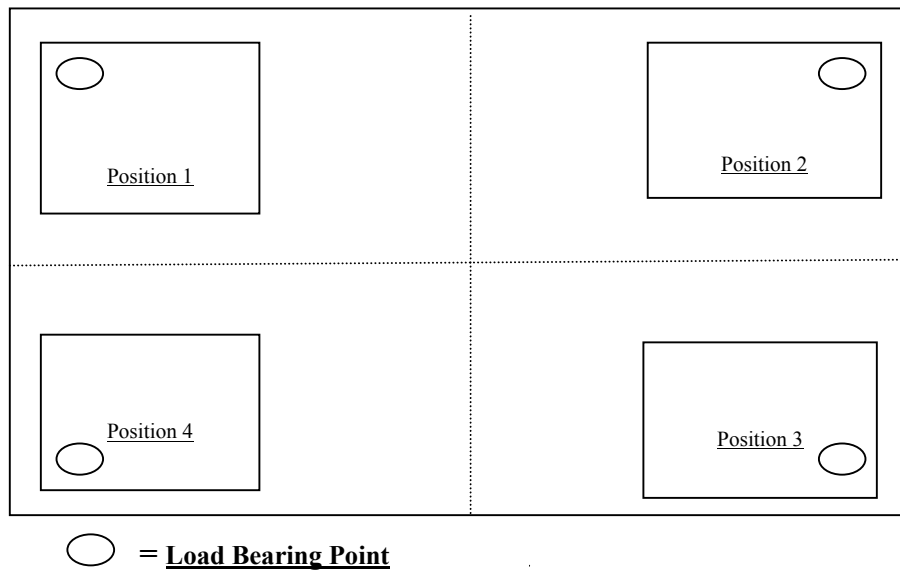 Position 1
Position 2
Position 4
Position 3
= Load Bearing Point